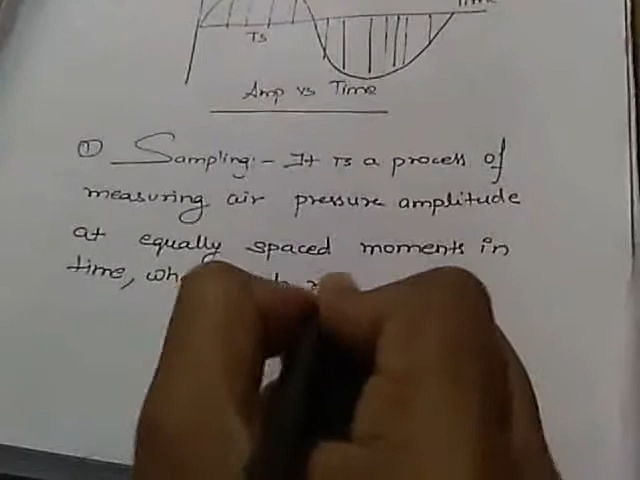 Time
Ts
Amp vs Time
① Sampling:- It is a process of
measuring air pressure amplitude
at equally spaced moments in
time,